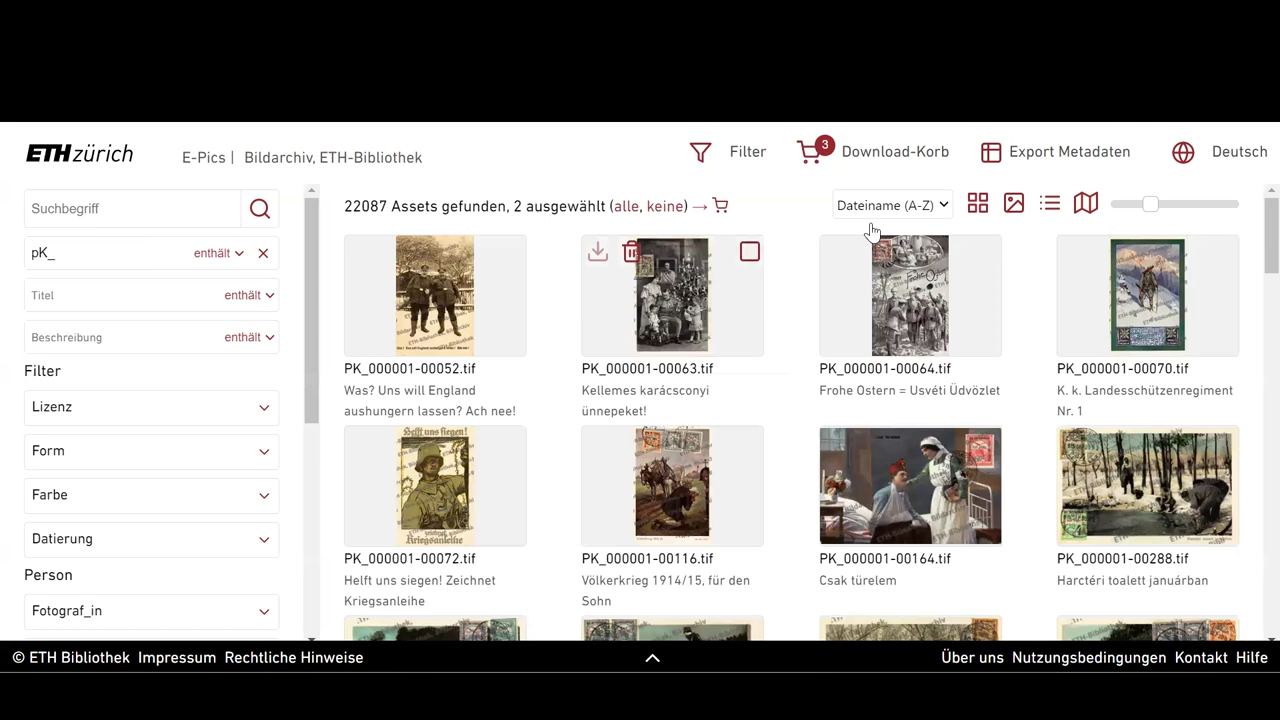 ETH zürich
E-Pics | Bildarchiv, ETH-Bibliothek
Filter
3
Download-Korb
Export Metadaten
Deutsch
Suchbegriff
pK_
enthält
Titel
enthält
Beschreibung
enthält
Filter
Lizenz
Form
Farbe
Datierung
Person
Fotograf_in
22087 Assets gefunden, 2 ausgewählt (alle, keine) →
Dateiname (A-Z)
PK_000001-00052.tif
Was? Uns will England
aushungern lassen? Ach nee!
PK_000001-00063.tif
Kellemes karácsconyi
ünnepeket!
PK_000001-00064.tif
Frohe Ostern = Usvéti Üdvözlet
PK_000001-00070.tif
K. k. Landesschützenregiment
Nr. 1
Helft uns siegen!
zeichnet
Kriegsanleihe
PK_000001-00072.tif
Helft uns siegen! Zeichnet
Kriegsanleihe
PK_000001-00116.tif
Völkerkrieg 1914/15, für den
Sohn
PK_000001-00164.tif
Csak türelem
PK_000001-00288.tif
Harctéri toalett januárban
© ETH Bibliothek Impressum Rechtliche Hinweise
Über uns Nutzungsbedingungen Kontakt Hilfe